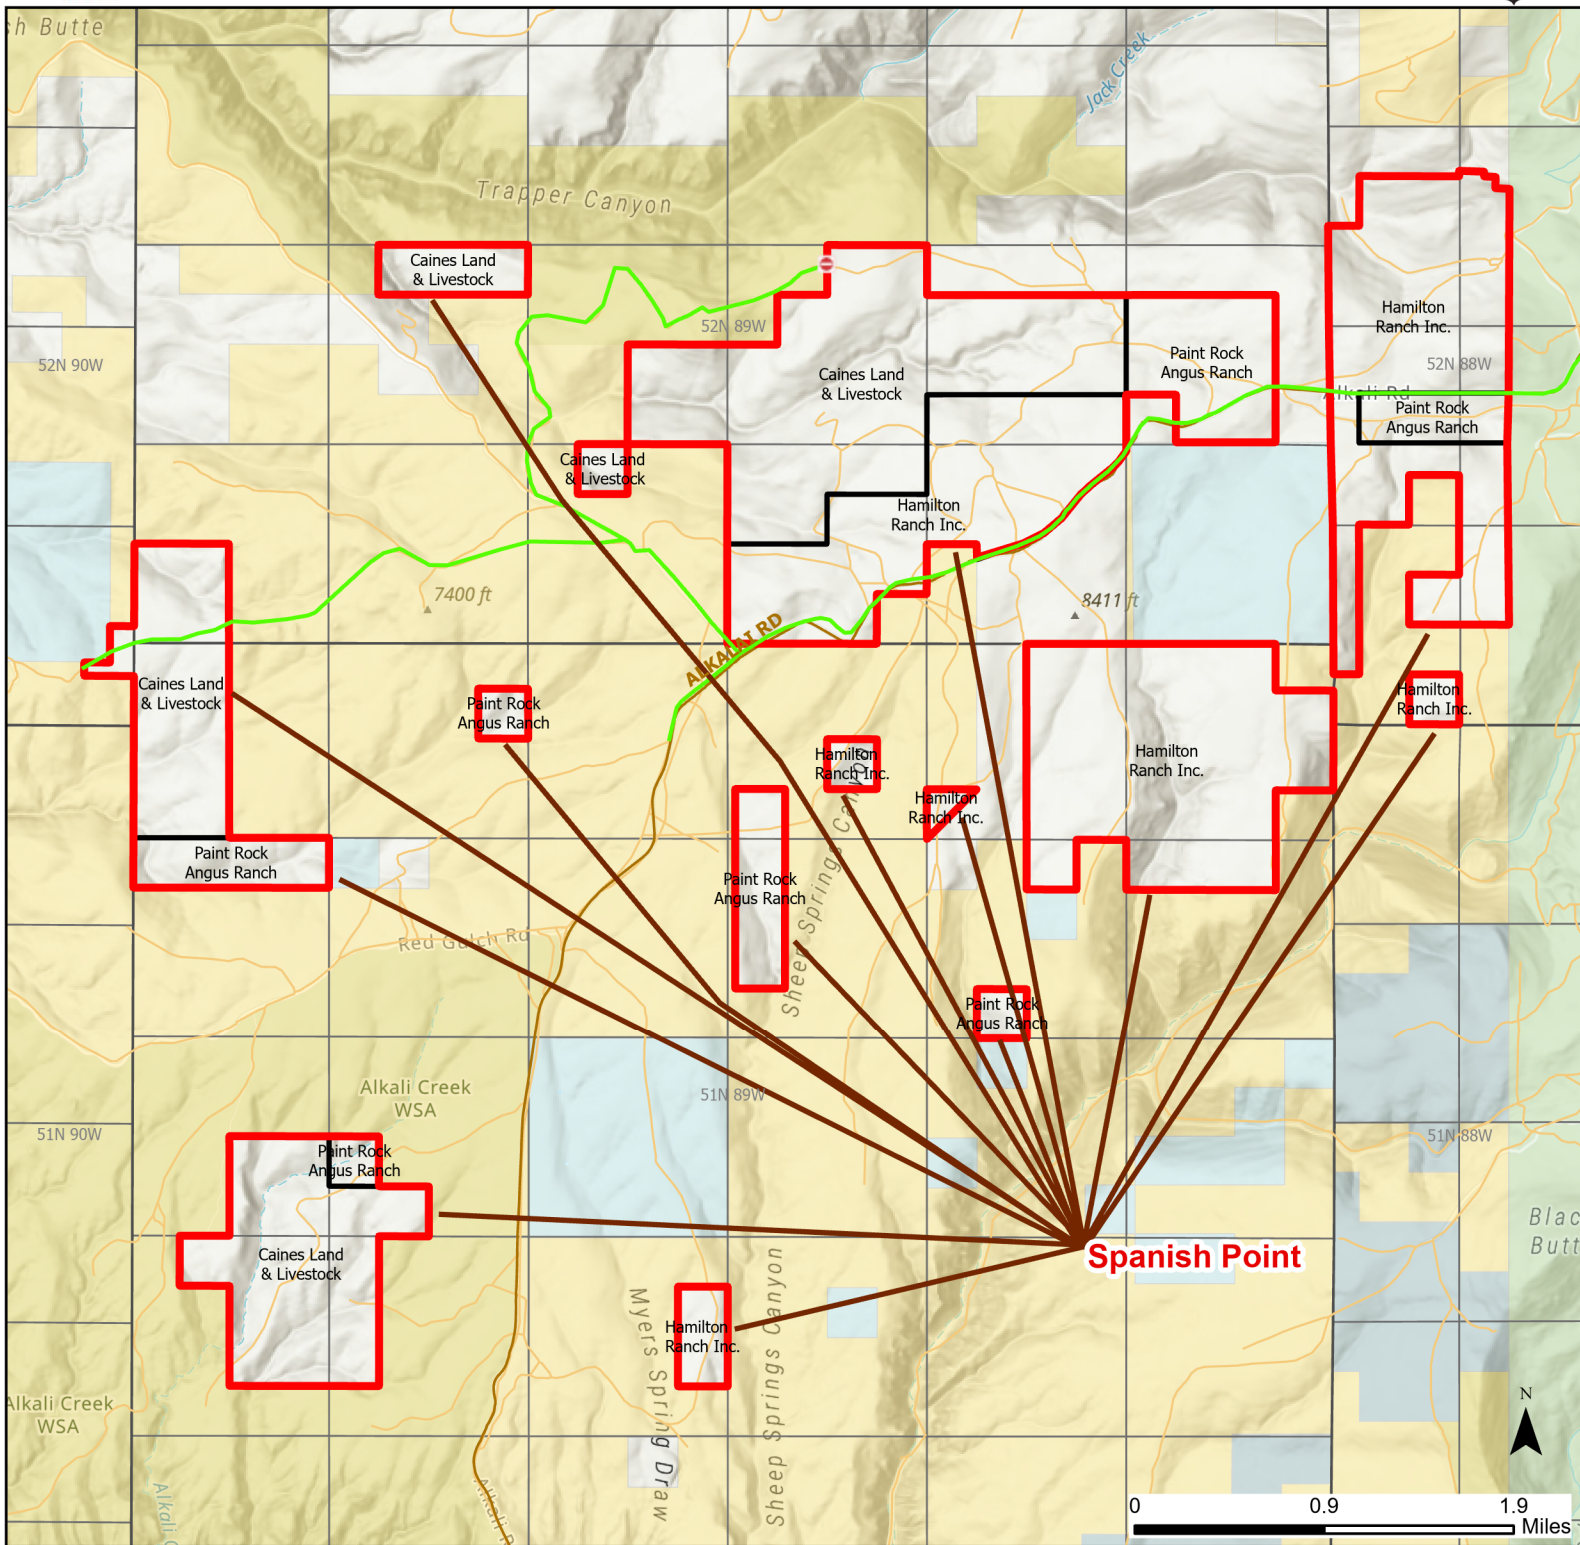 sh Butte
Jack Creek
Trapper Canyon
Caines Land
& Livestock
52N 89W
52N 90W
Hamilton
Ranch Inc.
Paint Rock
Angus Ranch
52N 88W
Caines Land
& Livestock
Alkali Rd
Paint Rock
Angus Ranch
Caines Land
& Livestock
Hamilton
Ranch Inc.
7400 ft
8411 ft
ALKALAI RD
Caines Land
& Livestock
Paint Rock
Angus Ranch
Hamilton
Ranch Inc.
Hamilton
Ranch Inc.
Hamilton
Ranch Inc.
Hamilton
Ranch Inc.
Paint Rock
Angus Ranch
Paint Rock
Angus Ranch
Sheep Springs Canyon
Red Gulch Rd
Paint Rock
Angus Ranch
Alkali Creek
WSA
51N 89W
51N 90W
51N 88W
Paint Rock
Angus Ranch
Caines Land
& Livestock
Spanish Point
Blac
Butt
Hamilton
Ranch Inc.
Myers Spring Draw
Sheep Springs Canyon
Alkali Creek
WSA
Alkali C
Alkali R
N
0 0.9 1.9
Miles